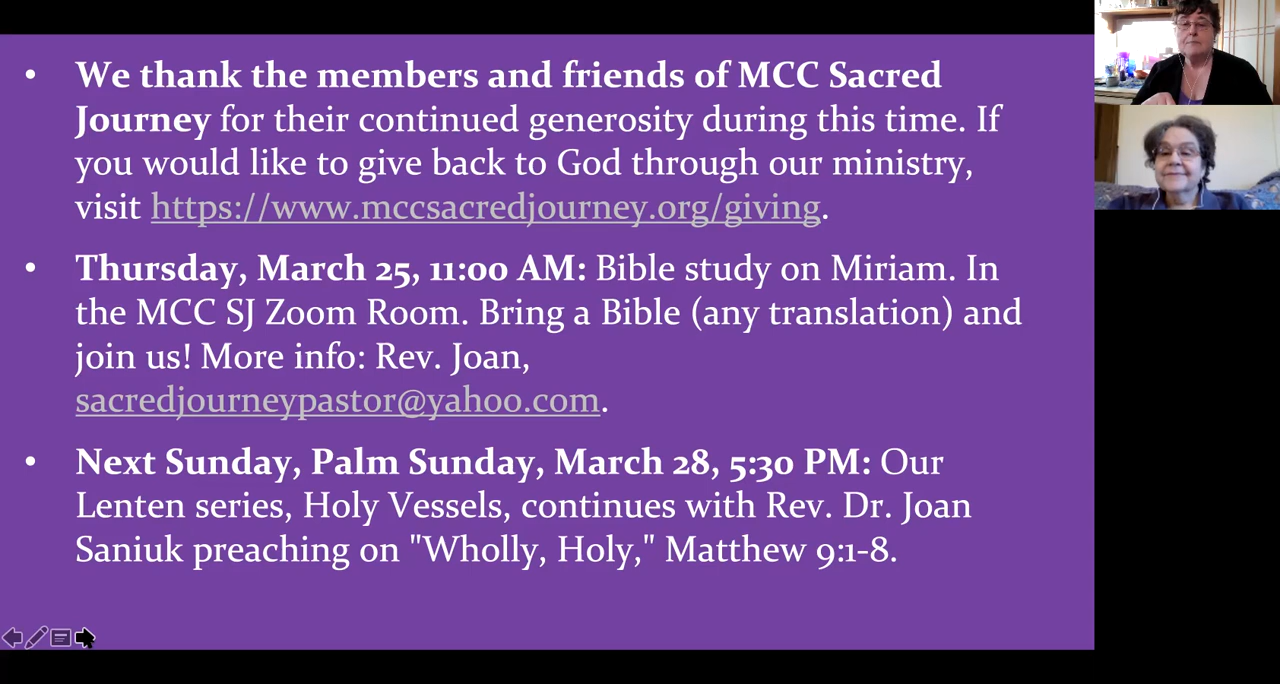 • We thank the members and friends of MCC Sacred
Journey for their continued generosity during this time. If
you would like to give back to God through our ministry,
visit https://www.mccsacredjourney.org/giving.
• Thursday, March 25, 11:00 AM: Bible study on Miriam. In
the MCC SJ Zoom Room. Bring a Bible (any translation) and
join us! More info: Rev. Joan,
sacredjourneypastor@yahoo.com.
• Next Sunday, Palm Sunday, March 28, 5:30 PM: Our
Lenten series, Holy Vessels, continues with Rev. Dr. Joan
Saniuk preaching on "Wholly, Holy," Matthew 9:1-8.